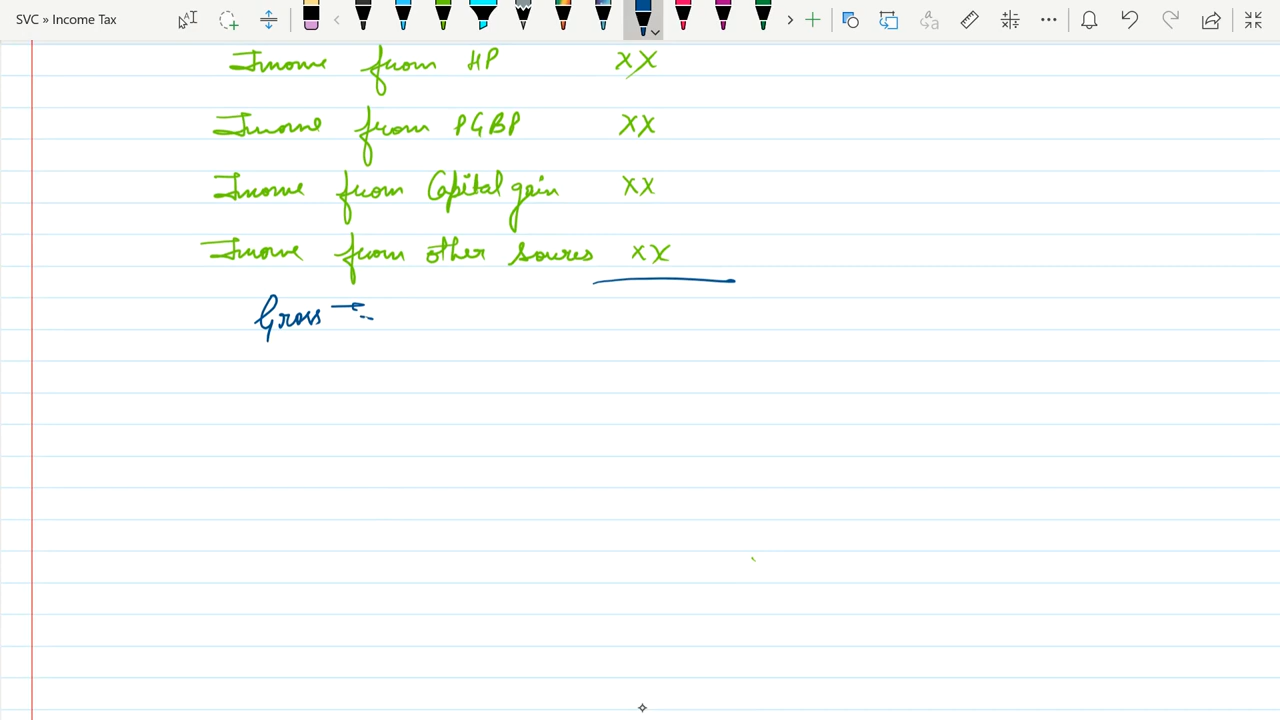 SVC » Income Tax
Income from HP XX
Income from PGBP XX
Income from Capital gain XX
Income from other soures XX
Gross